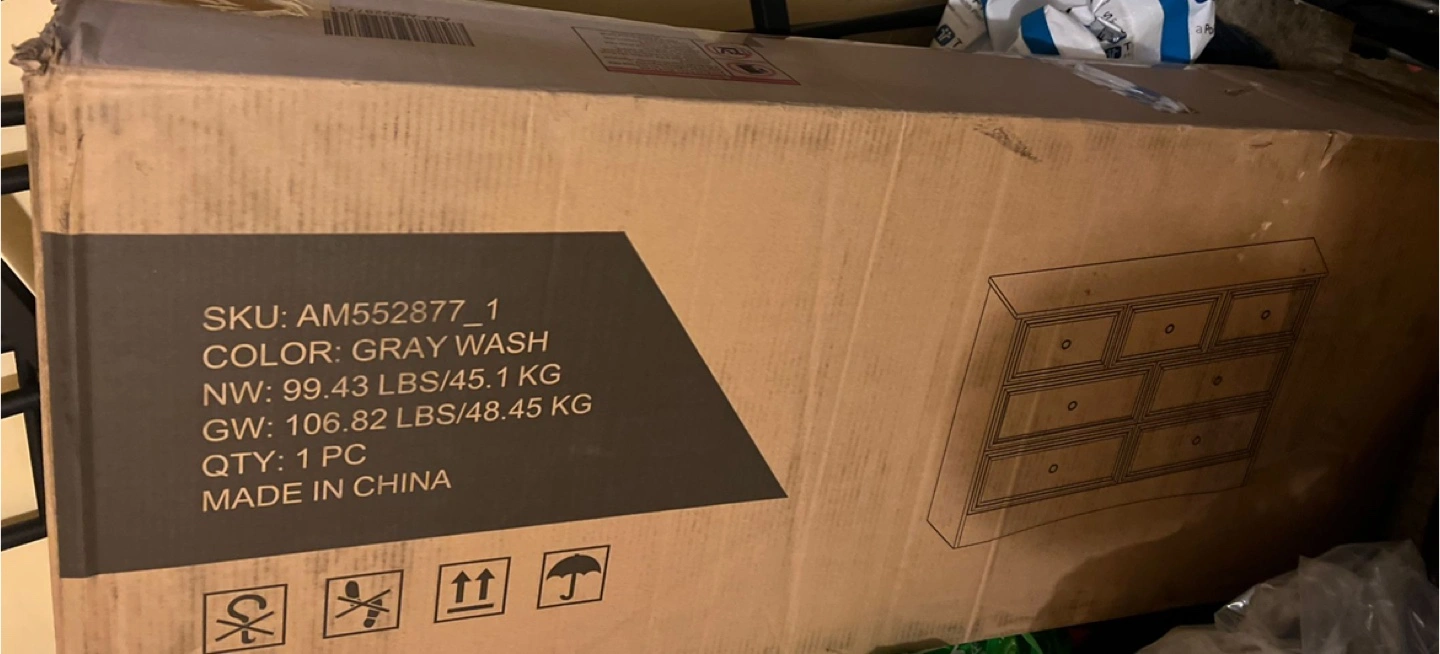 SKU: AM552877_1
COLOR: GRAY WASH
NW: 99.43 LBS/45.1 KG
GW: 106.82 LBS/48.45 KG
QTY: 1 PC
MADE IN CHINA